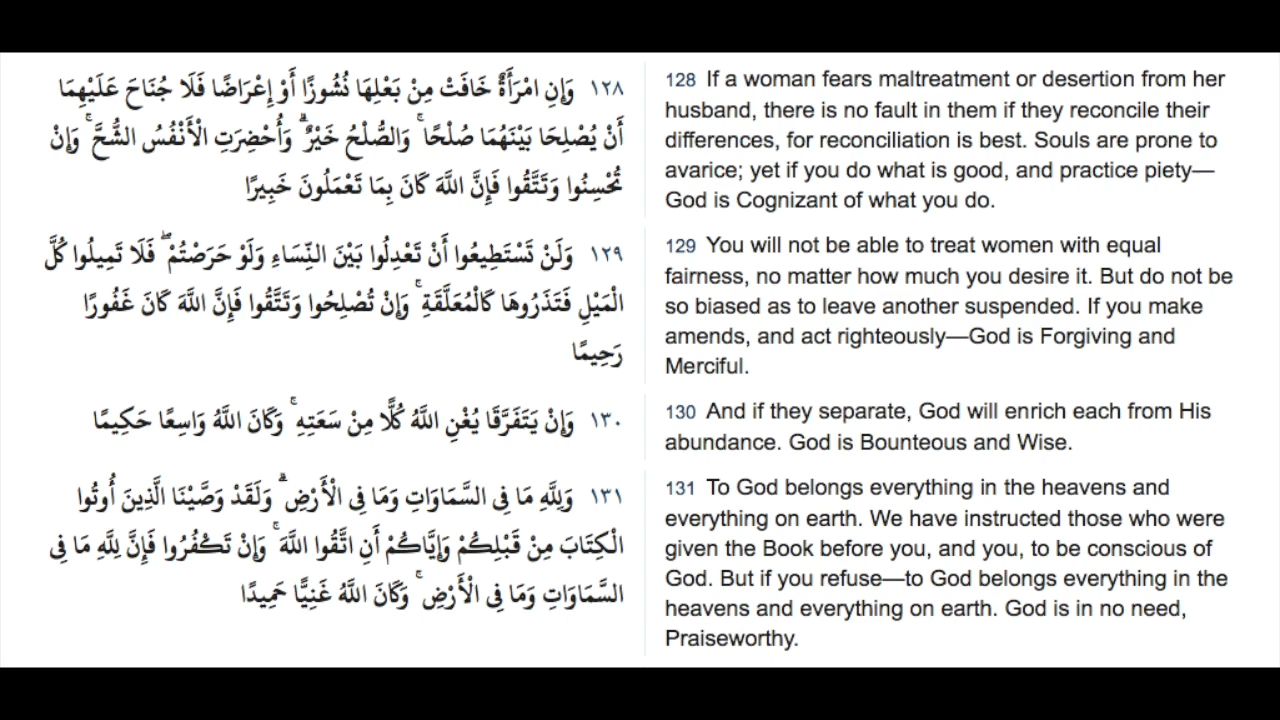 ١٢٨ وَإِنِ امْرَأَةٌ خَافَتْ مِنْ بَعْلِهَا نُشُوزًا أَوْ إِعْرَاضًا فَلَا جُنَاحَ عَلَيْهِمَا
أَنْ يُصْلِحَا بَيْنَهُمَا صُلْحًا ۚ وَالصُّلْحُ خَيْرٌ ۗ وَأُحْضِرَتِ الْأَنْفُسُ الشُّحَّ ۚ وَإِنْ
تُحْسِنُوا وَتَتَّقُوا فَإِنَّ اللَّهَ كَانَ بِمَا تَعْمَلُونَ خَبِيرًا
128 If a woman fears maltreatment or desertion from her
husband, there is no fault in them if they reconcile their
differences, for reconciliation is best. Souls are prone to
avarice; yet if you do what is good, and practice piety—
God is Cognizant of what you do.
١٢٩ وَلَنْ تَسْتَطِيعُوا أَنْ تَعْدِلُوا بَيْنَ النِّسَاءِ وَلَوْ حَرَصْتُمْ ۖ فَلَا تَمِيلُوا كُلَّ
الْمَيْلِ فَتَذَرُوهَا كَالْمُعَلَّقَةِ ۚ وَإِنْ تُصْلِحُوا وَتَتَّقُوا فَإِنَّ اللَّهَ كَانَ غَفُورًا
رَحِيمًا
129 You will not be able to treat women with equal
fairness, no matter how much you desire it. But do not be
so biased as to leave another suspended. If you make
amends, and act righteously—God is Forgiving and
Merciful.
١٣٠ وَإِنْ يَتَفَرَّقَا يُغْنِ اللَّهُ كُلًّا مِنْ سَعَتِهِ ۚ وَكَانَ اللَّهُ وَاسِعًا حَكِيمًا
130 And if they separate, God will enrich each from His
abundance. God is Bounteous and Wise.
١٣١ وَلِلَّهِ مَا فِي السَّمَاوَاتِ وَمَا فِي الْأَرْضِ ۗ وَلَقَدْ وَصَّيْنَا الَّذِينَ أُوتُوا
الْكِتَابَ مِنْ قَبْلِكُمْ وَإِيَّاكُمْ أَنِ اتَّقُوا اللَّهَ ۚ وَإِنْ تَكْفُرُوا فَإِنَّ لِلَّهِ مَا فِي
السَّمَاوَاتِ وَمَا فِي الْأَرْضِ ۚ وَكَانَ اللَّهُ غَنِيًّا حَمِيدًا
131 To God belongs everything in the heavens and
everything on earth. We have instructed those who were
given the Book before you, and you, to be conscious of
God. But if you refuse—to God belongs everything in the
heavens and everything on earth. God is in no need,
Praiseworthy.